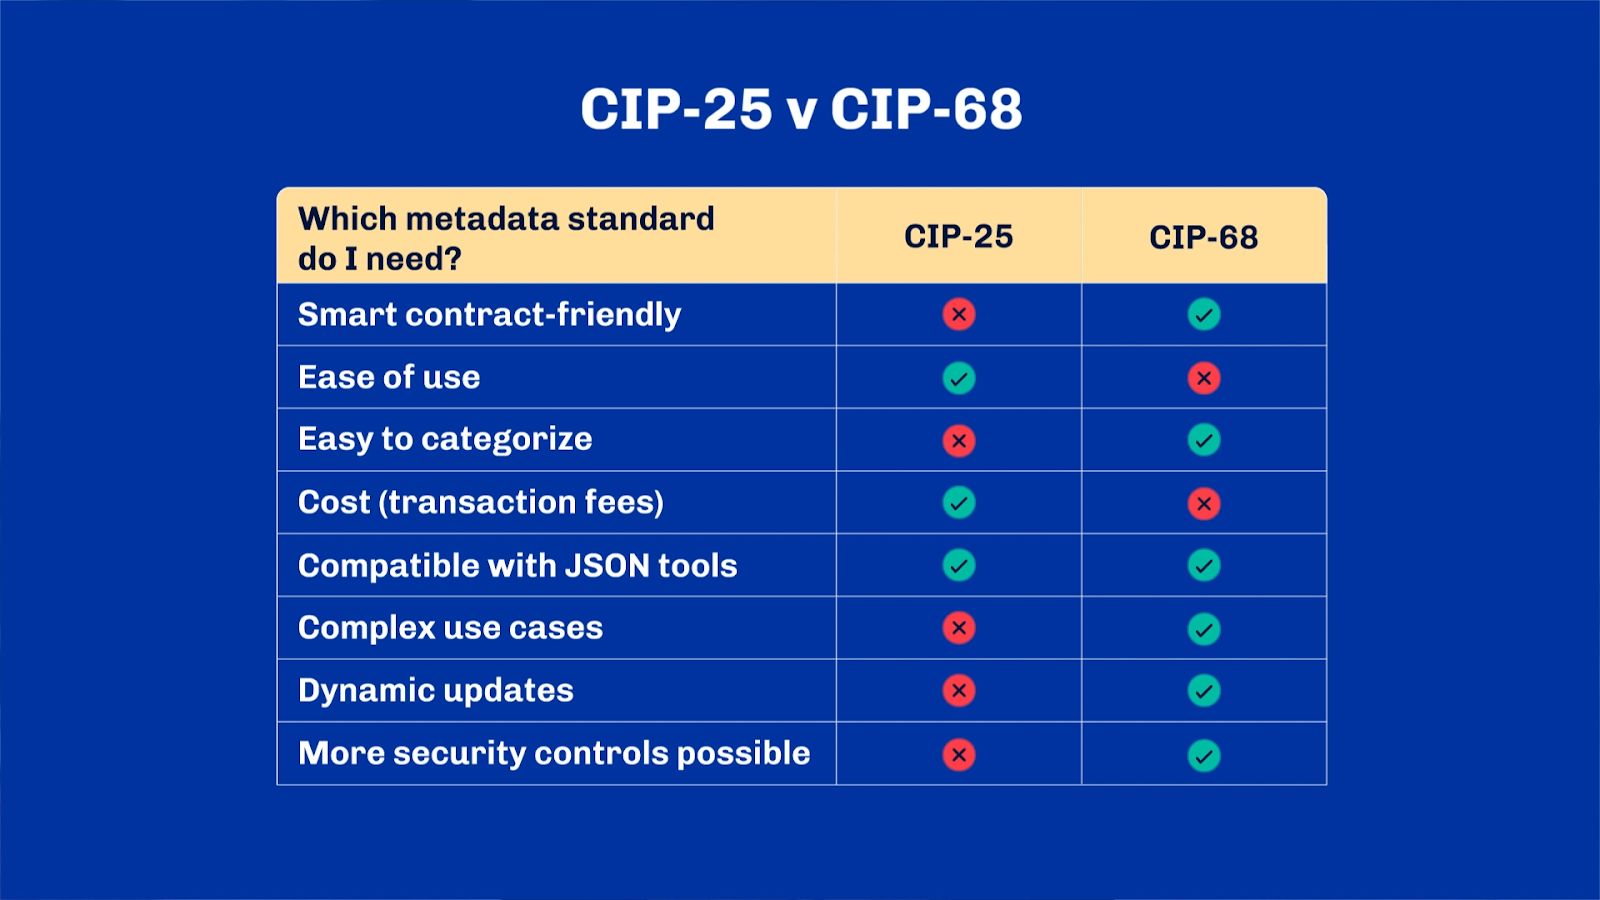 CIP-25 v CIP-68
Which metadata standard
do I need?
CIP-25
CIP-68
Smart contract-friendly
Ease of use
Easy to categorize
Cost (transaction fees)
Compatible with JSON tools
Complex use cases
Dynamic updates
More security controls possible